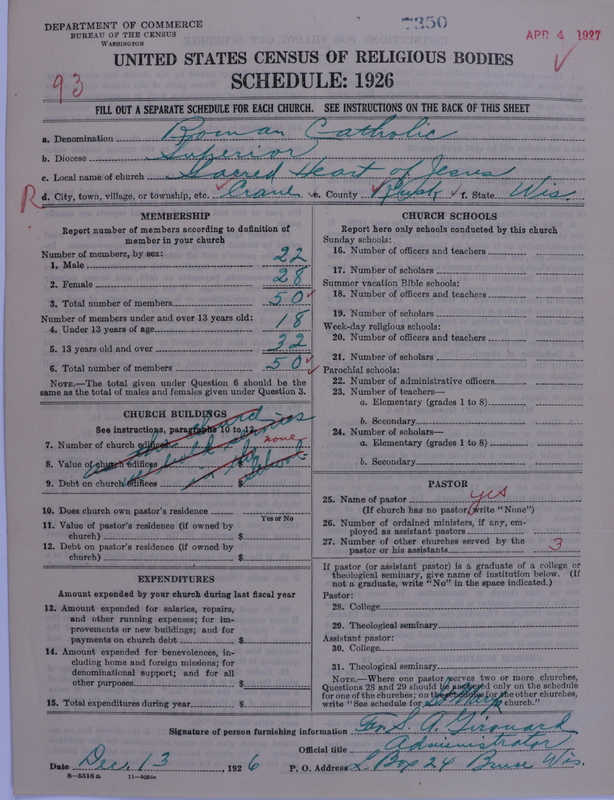 7350
APR 4 1927
DEPARTMENT OF COMMERCE
BUREAU OF THE CENSUS
WASHINGTON
UNITED STATES CENSUS OF RELIGIOUS BODIES
SCHEDULE: 1926
93
FILL OUT A SEPARATE SCHEDULE FOR EACH CHURCH. SEE INSTRUCTIONS ON THE BACK OF THIS SHEET
a. Denomination Roman Catholic
b. Diocese Superior
c. Local name of church Sacred Heart of Jesus
R d. City, town, village, or township, etc. Crane e. County Rusk f. State Wis.
MEMBERSHIP
Report number of members according to definition of
member in your church
Number of members, by sex:
1. Male 22
2. Female 28
3. Total number of members 50
Number of members under and over 13 years old:
4. Under 13 years of age 18
5. 13 years old and over 32
6. Total number of members 50
NOTE.—The total given under Question 6 should be the
same as the total of males and females given under Question 3.
CHURCH BUILDINGS
See instructions, paragraphs 10 to 12
7. Number of church edifices none
8. Value of church edifices $
9. Debt on church edifices $
10. Does church own pastor's residence
Yes or No
11. Value of pastor's residence (if owned by
church) $
12. Debt on pastor's residence (if owned by
church) $
EXPENDITURES
Amount expended by your church during last fiscal year
13. Amount expended for salaries, repairs,
and other running expenses; for im-
provements or new buildings; and for
payments on church debt $
14. Amount expended for benevolences, in-
cluding home and foreign missions; for
denominational support; and for all
other purposes $
15. Total expenditures during year $
CHURCH SCHOOLS
Report here only schools conducted by this church
Sunday schools:
16. Number of officers and teachers
17. Number of scholars
Summer vacation Bible schools:
18. Number of officers and teachers
19. Number of scholars
Week-day religious schools:
20. Number of officers and teachers
21. Number of scholars
Parochial schools:
22. Number of administrative officers
23. Number of teachers—
a. Elementary (grades 1 to 8)
b. Secondary
24. Number of scholars—
a. Elementary (grades 1 to 8)
b. Secondary
PASTOR
25. Name of pastor yes
(If church has no pastor, write "None")
26. Number of ordained ministers, if any, em-
ployed as assistant pastors
27. Number of other churches served by the
pastor or his assistants 3
If pastor (or assistant pastor) is a graduate of a college or
theological seminary, give name of institution below. (If
not a graduate, write "No" in the space indicated.)
Pastor:
28. College
29. Theological seminary
Assistant pastor:
30. College
31. Theological seminary
NOTE.—Where one pastor serves two or more churches,
Questions 28 and 29 should be answered only on the schedule
for one of the churches; on the schedules for the other churches,
write "See schedule for St Mary's church."
Signature of person furnishing information S. A. Girouard
Official title Administrator
Date Dec. 13, 1926 P. O. Address L Box 24 Bruce Wis.
8—5518 a 11—9034